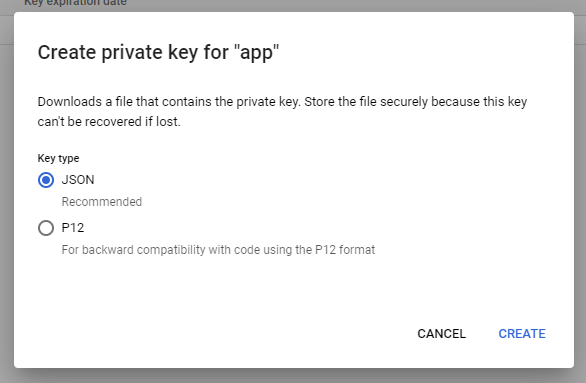 Key expiration date
Create private key for "app"
Downloads a file that contains the private key. Store the file securely because this key
can't be recovered if lost.
Key type
JSON
Recommended
P12
For backward compatibility with code using the P12 format
CANCEL CREATE